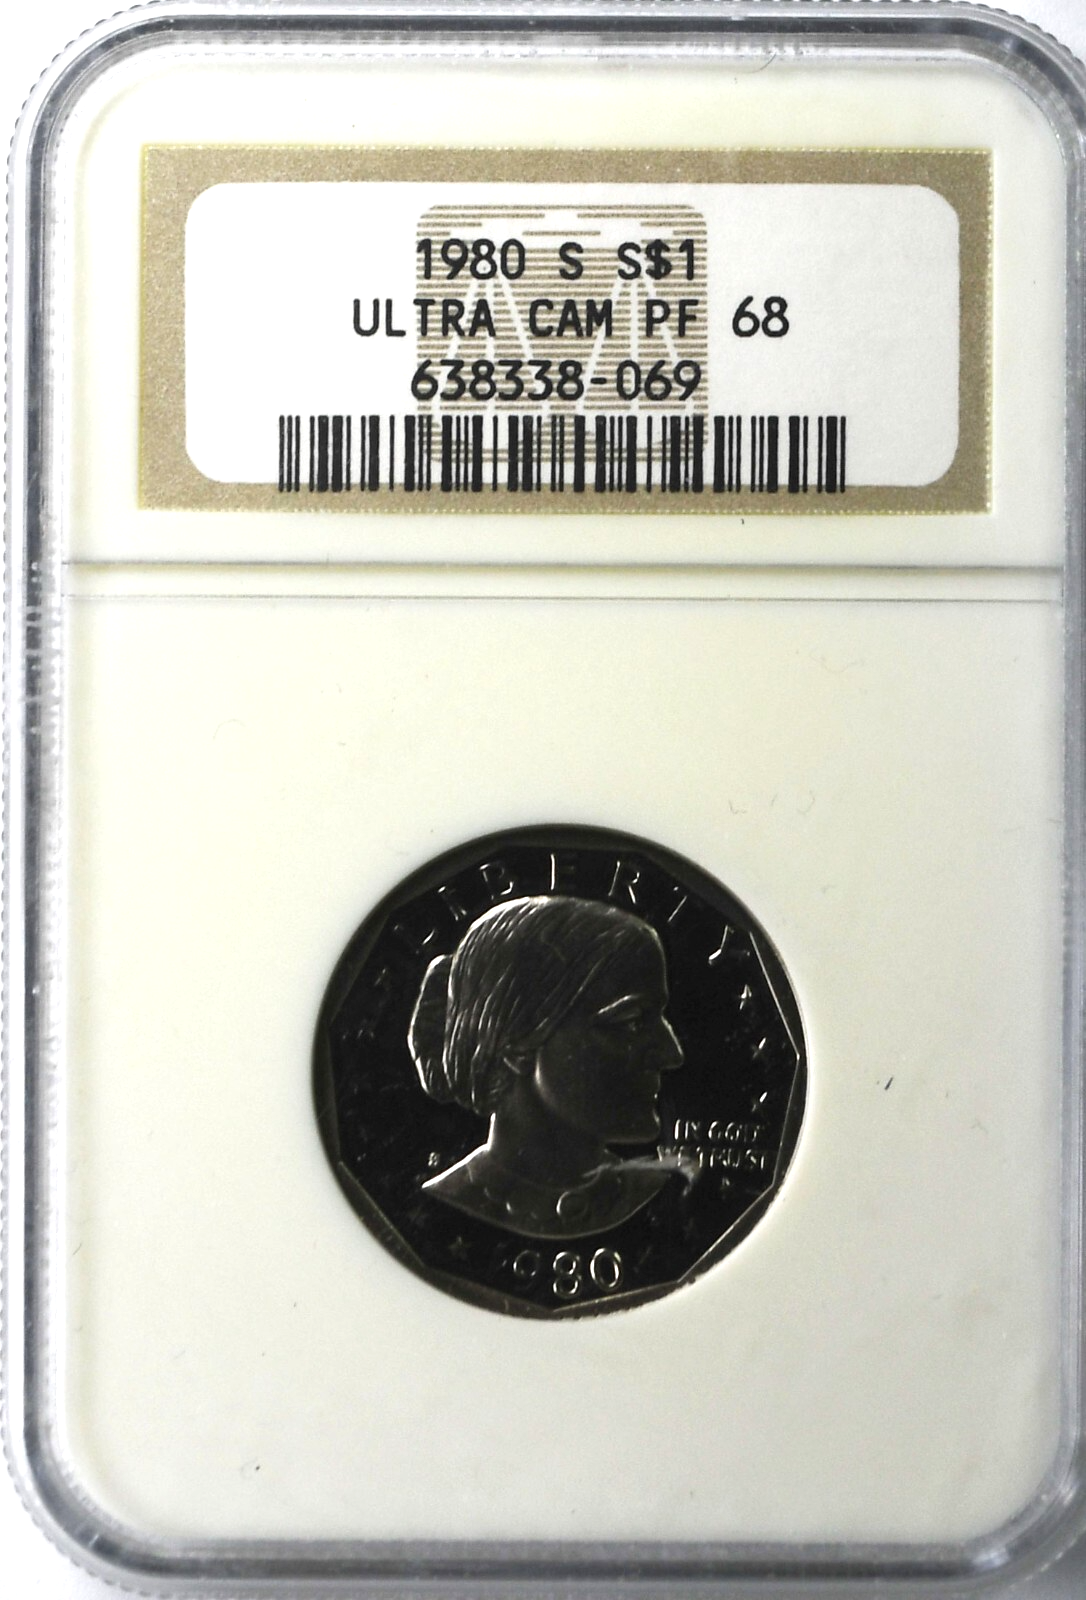 1980 S S$1
ULTRA CAM PF 68
638338-069
LIBERTY
IN GOD
WE TRUST
S
1980